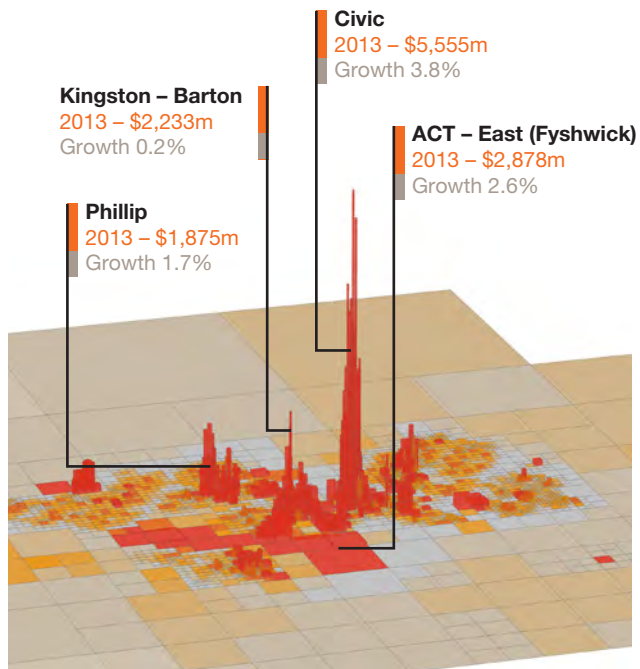 Civic
2013 – $5,555m
Growth 3.8%
Kingston – Barton
2013 – $2,233m
Growth 0.2%
ACT – East (Fyshwick)
2013 – $2,878m
Growth 2.6%
Phillip
2013 – $1,875m
Growth 1.7%